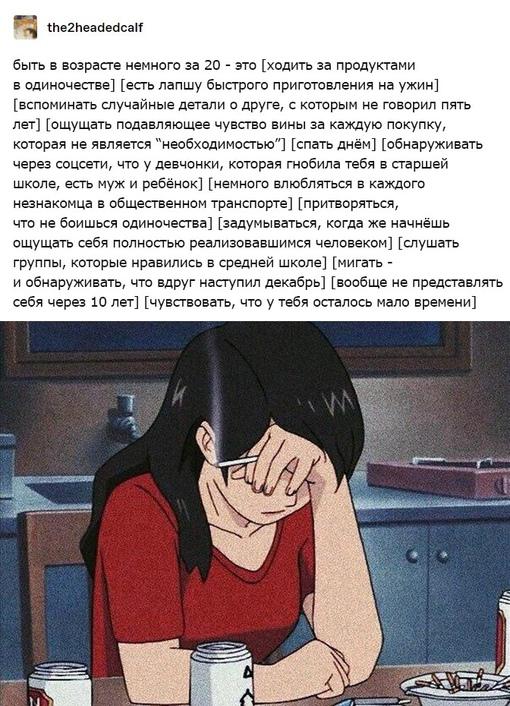 the2headedcalf
быть в возрасте немного за 20 - это [ходить за продуктами
в одиночестве] [есть лапшу быстрого приготовления на ужин]
[вспоминать случайные детали о друге, с которым не говорил пять
лет] [ощущать подавляющее чувство вины за каждую покупку,
которая не является “необходимостью”] [спать днём] [обнаруживать
через соцсети, что у девчонки, которая гнобила тебя в старшей
школе, есть муж и ребёнок] [немного влюбляться в каждого
незнакомца в общественном транспорте] [притворяться,
что не боишься одиночества] [задумываться, когда же начнёшь
ощущать себя полностью реализовавшимся человеком] [слушать
группы, которые нравились в средней школе] [мигать -
и обнаруживать, что вдруг наступил декабрь] [вообще не представлять
себя через 10 лет] [чувствовать, что у тебя осталось мало времени]